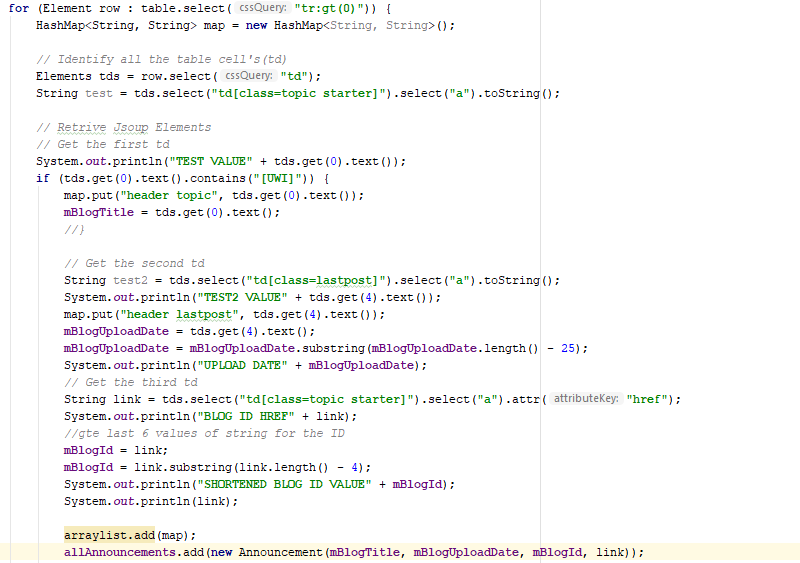 for (Element row : table.select( cssQuery: "tr:gt(0)")) {
HashMap<String, String> map = new HashMap<String, String>();
// Identify all the table cell's(td)
Elements tds = row.select( cssQuery: "td");
String test = tds.select("td[class=topic starter]").select("a").toString();
// Retrive Jsoup Elements
// Get the first td
System.out.println("TEST VALUE" + tds.get(0).text());
if (tds.get(0).text().contains("[UWI]")) {
map.put("header topic", tds.get(0).text());
mBlogTitle = tds.get(0).text();
//}
// Get the second td
String test2 = tds.select("td[class=lastpost]").select("a").toString();
System.out.println("TEST2 VALUE" + tds.get(4).text());
map.put("header lastpost", tds.get(4).text());
mBlogUploadDate = tds.get(4).text();
mBlogUploadDate = mBlogUploadDate.substring(mBlogUploadDate.length() - 25);
System.out.println("UPLOAD DATE" + mBlogUploadDate);
// Get the third td
String link = tds.select("td[class=topic starter]").select("a").attr( attributeKey: "href");
System.out.println("BLOG ID HREF" + link);
//gte last 6 values of string for the ID
mBlogId = link;
mBlogId = link.substring(link.length() - 4);
System.out.println("SHORTENED BLOG ID VALUE" + mBlogId);
System.out.println(link);
arraylist.add(map);
allAnnouncements.add(new Announcement(mBlogTitle, mBlogUploadDate, mBlogId, link));